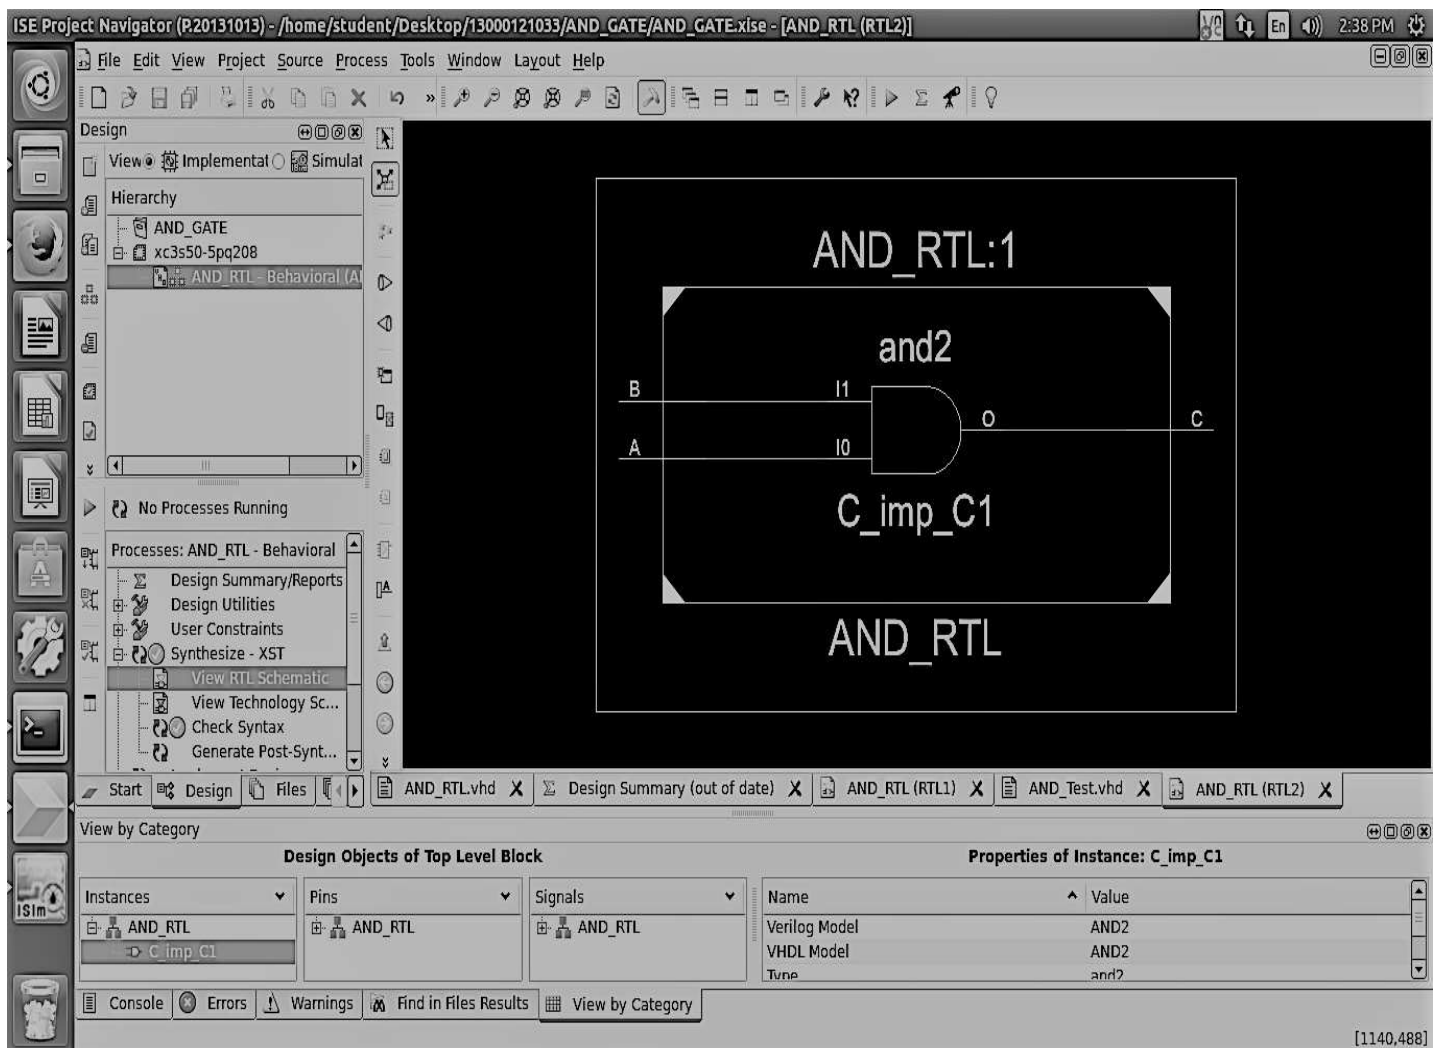 ISE Project Navigator (P.20131013) - /home/student/Desktop/13000121033/AND_GATE/AND_GATE.xise - [AND_RTL (RTL2)]
En
2:38 PM
File Edit View Project Source Process Tools Window Layout Help
Design
View Implementat Simulat
Hierarchy
AND_GATE
xc3s50-5pq208
AND_RTL - Behavioral (A
No Processes Running
Processes: AND_RTL - Behavioral
Design Summary/Reports
Design Utilities
User Constraints
Synthesize - XST
View RTL Schematic
View Technology Sc...
Check Syntax
Generate Post-Synt...
AND_RTL:1
and2
B I1
O C
A I0
C_imp_C1
AND_RTL
Start Design Files
AND_RTL.vhd Design Summary (out of date) AND_RTL (RTL1) AND_Test.vhd AND_RTL (RTL2)
View by Category
Design Objects of Top Level Block
Properties of Instance: C_imp_C1
Instances Pins Signals Name Value
AND_RTL AND_RTL AND_RTL Verilog Model AND2
C_imp_C1 VHDL Model AND2
Type and2
ISim
Console Errors Warnings Find in Files Results View by Category
[1140,488]